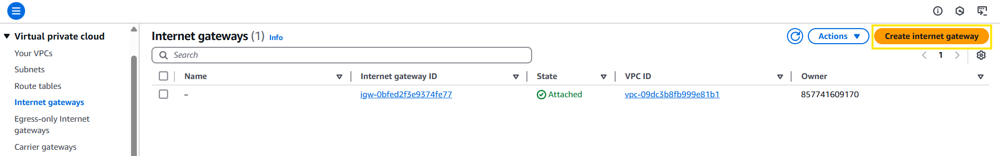 Virtual private cloud
Your VPCs
Subnets
Route tables
Internet gateways
Egress-only Internet
gateways
Carrier gateways
Internet gateways (1) Info
Actions
Create internet gateway
Search
1
Name Internet gateway ID State VPC ID Owner
– igw-0bfed2f3e9374fe77 Attached vpc-09dc3b8fb999e81b1 857741609170